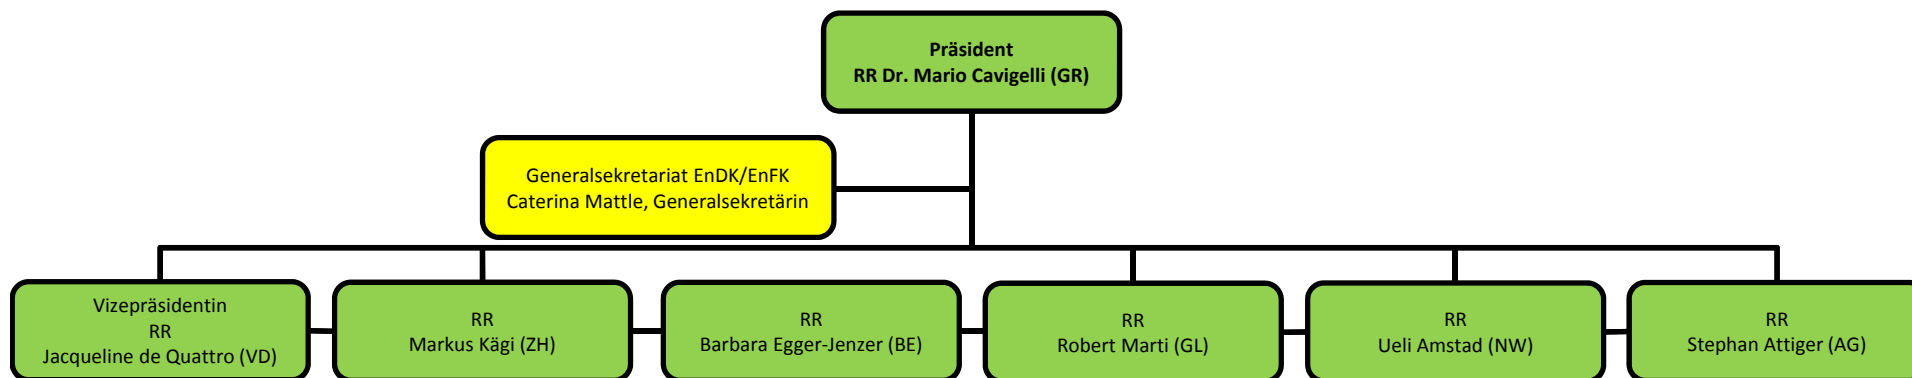 Präsident
RR Dr. Mario Cavigelli (GR)
Generalsekretariat EnDK/EnFK
Caterina Mattle, Generalsekretärin
Vizepräsidentin
RR
Jacqueline de Quattro (VD)
RR
Markus Kägi (ZH)
RR
Barbara Egger-Jenzer (BE)
RR
Robert Marti (GL)
RR
Ueli Amstad (NW)
RR
Stephan Attiger (AG)